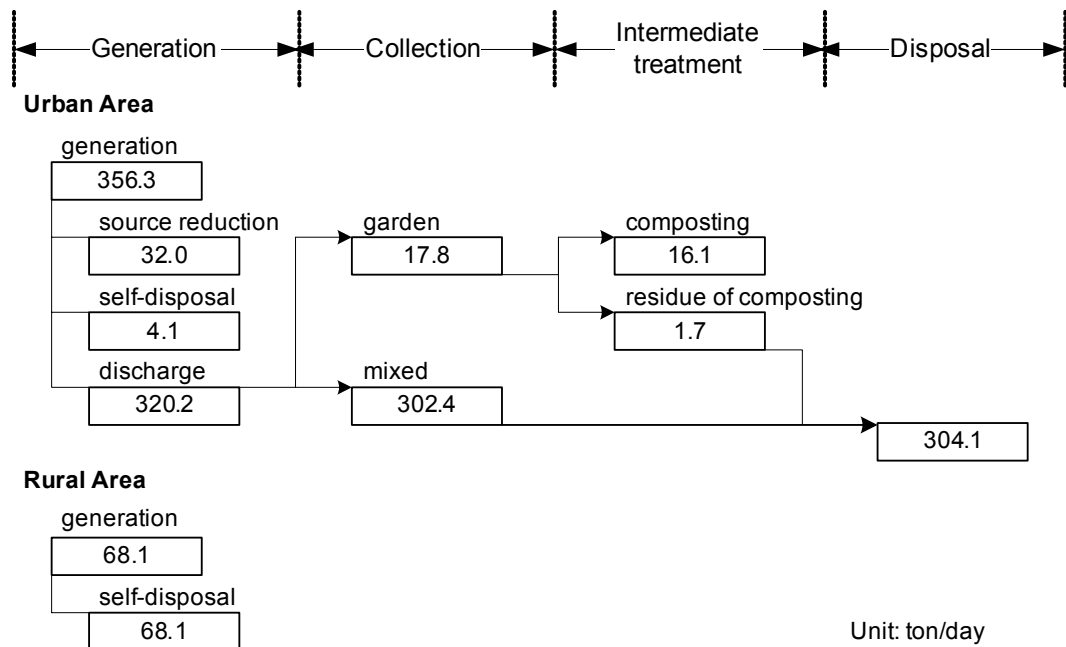 Generation
Collection
Intermediate
treatment
Disposal
Urban Area
generation
356.3
source reduction
32.0
garden
17.8
composting
16.1
self-disposal
4.1
residue of composting
1.7
discharge
320.2
mixed
302.4
304.1
Rural Area
generation
68.1
self-disposal
68.1
Unit: ton/day